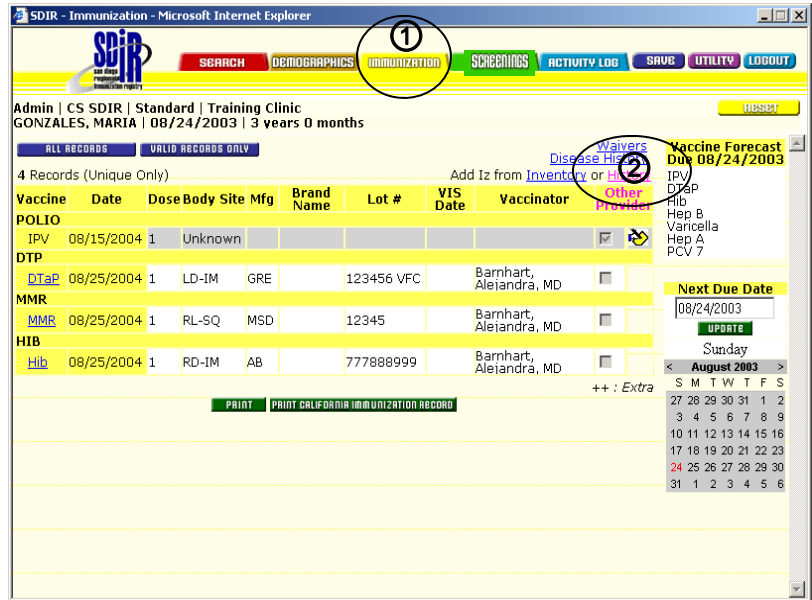 SDIR - Immunization - Microsoft Internet Explorer
SDIR
san diego
regional
immunization registry
SEARCH DEMOGRAPHICS IMMUNIZATION SCREENINGS ACTIVITY LOG SAVE UTILITY LOGOUT
1
Admin | CS SDIR | Standard | Training Clinic
GONZALES, MARIA | 08/24/2003 | 3 years 0 months
RESET
ALL RECORDS VALID RECORDS ONLY
Waivers
Disease History
4 Records (Unique Only) Add Iz from Inventory or History
2
Vaccine Date Dose Body Site Mfg Brand Name Lot # VIS Date Vaccinator Other Provider
POLIO
IPV 08/15/2004 1 Unknown
DTP
DTaP 08/25/2004 1 LD-IM GRE 123456 VFC Barnhart, Alejandra, MD
MMR
MMR 08/25/2004 1 RL-SQ MSD 12345 Barnhart, Alejandra, MD
HIB
Hib 08/25/2004 1 RD-IM AB 777888999 Barnhart, Alejandra, MD
++ : Extra
PRINT PRINT CALIFORNIA IMMUNIZATION RECORD
Vaccine Forecast
Due 08/24/2003
IPV
DTaP
Hib
Hep B
Varicella
Hep A
PCV 7
Next Due Date
08/24/2003
UPDATE
Sunday
< August 2003 >
S M T W T F S
27 28 29 30 31 1 2
3 4 5 6 7 8 9
10 11 12 13 14 15 16
17 18 19 20 21 22 23
24 25 26 27 28 29 30
31 1 2 3 4 5 6